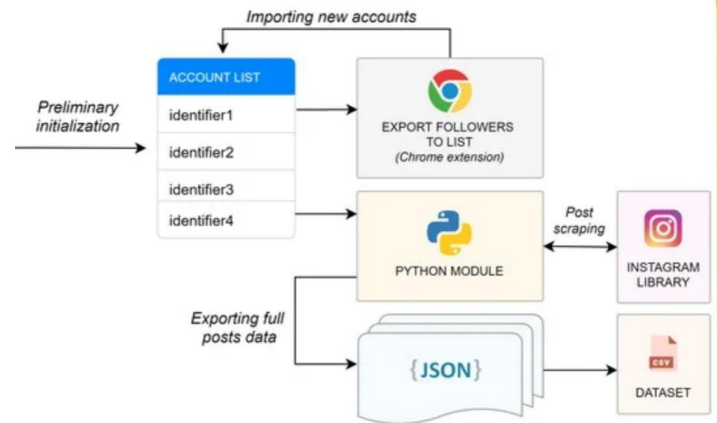 Importing new accounts
Preliminary
initialization
ACCOUNT LIST
identifier1
identifier2
identifier3
identifier4
EXPORT FOLLOWERS
TO LIST
(Chrome extension)
PYTHON MODULE
Post
scraping
INSTAGRAM
LIBRARY
Exporting full
posts data
{JSON}
CSV
DATASET